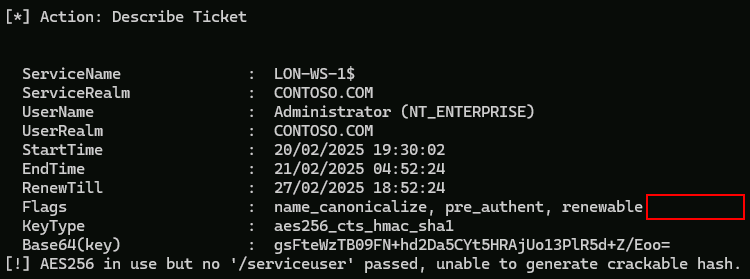 [*] Action: Describe Ticket
ServiceName : LON-WS-1$
ServiceRealm : CONTOSO.COM
UserName : Administrator (NT_ENTERPRISE)
UserRealm : CONTOSO.COM
StartTime : 20/02/2025 19:30:02
EndTime : 21/02/2025 04:52:24
RenewTill : 27/02/2025 18:52:24
Flags : name_canonicalize, pre_authent, renewable
KeyType : aes256_cts_hmac_sha1
Base64(key) : gsFteWzTB09FN+hd2Da5CYt5HRAjUo13PlR5d+Z/Eoo=
[!] AES256 in use but no '/serviceuser' passed, unable to generate crackable hash.